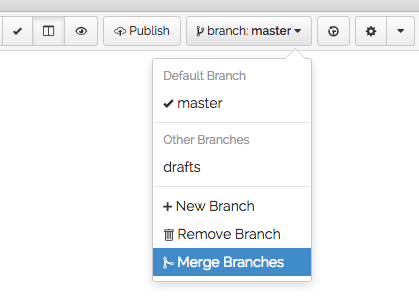 Publish
branch: master
Default Branch
master
Other Branches
drafts
New Branch
Remove Branch
Merge Branches